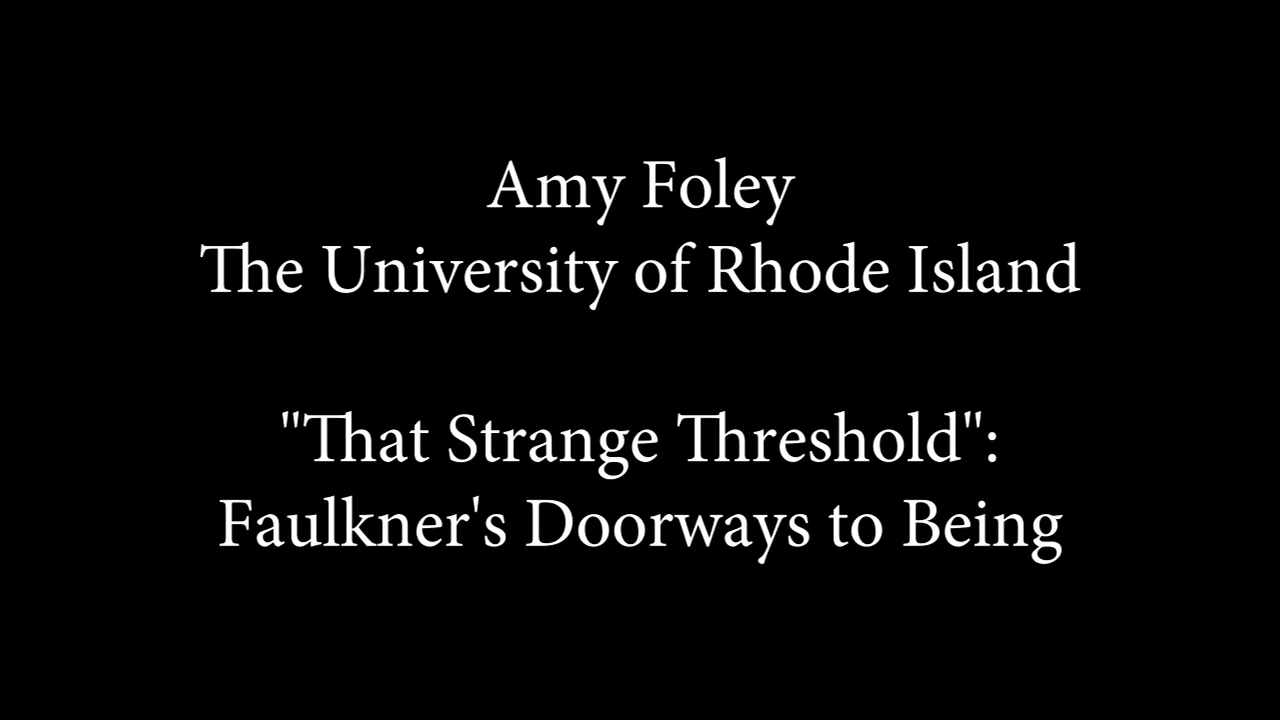 Amy Foley
The University of Rhode Island
"That Strange Threshold":
Faulkner's Doorways to Being